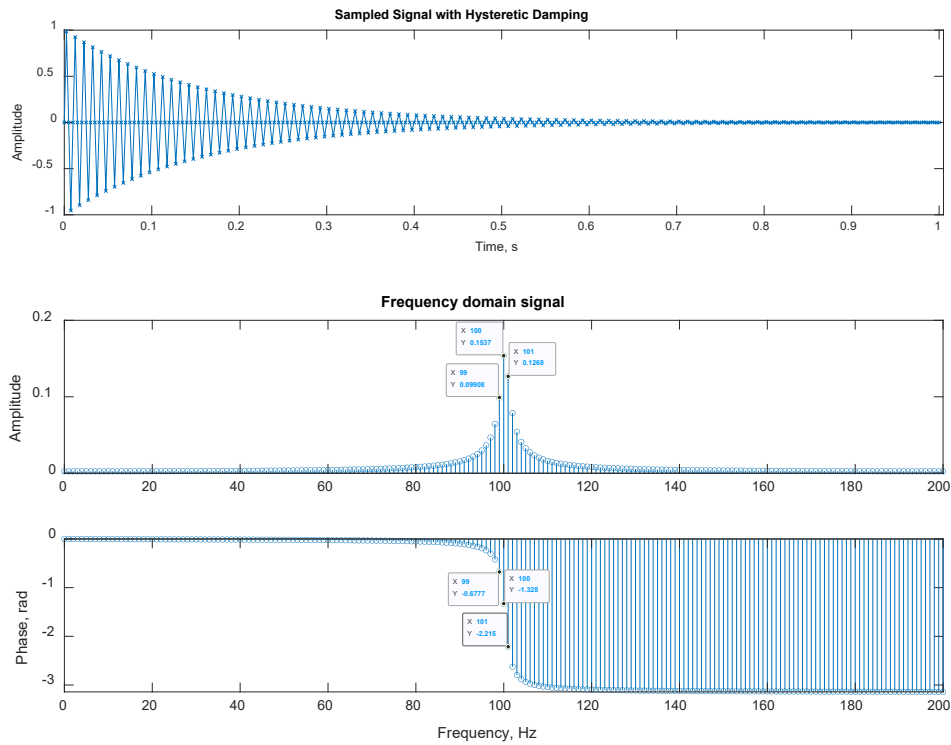 Sampled Signal with Hysteretic Damping
1
0.5
0
-0.5
-1
Amplitude
0 0.1 0.2 0.3 0.4 0.5 0.6 0.7 0.8 0.9 1
Time, s
Frequency domain signal
0.2
0.1
0
Amplitude
X 100
Y 0.1537
X 101
Y 0.1268
X 99
Y 0.09908
0 20 40 60 80 100 120 140 160 180 200
0
-1
-2
-3
Phase, rad
X 99
Y -0.6777
X 100
Y -1.328
X 101
Y -2.215
0 20 40 60 80 100 120 140 160 180 200
Frequency, Hz